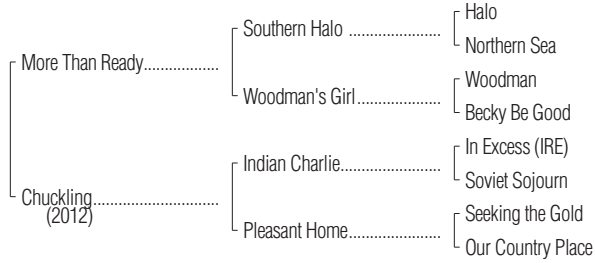 Halo
Southern Halo ..................
Northern Sea
More Than Ready..................
Woodman
Woodman's Girl.................
Becky Be Good
In Excess (IRE)
Indian Charlie....................
Soviet Sojourn
Chuckling..........................
(2012)
Seeking the Gold
Pleasant Home..................
Our Country Place